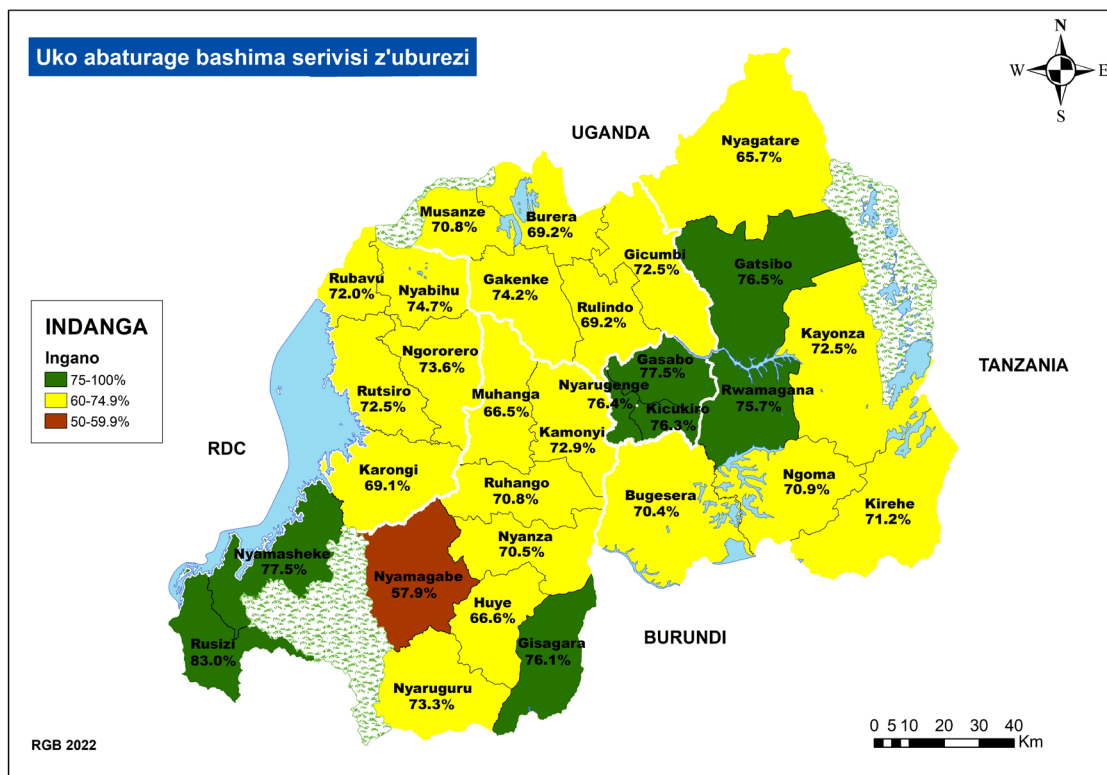 Uko abaturage bashima serivisi z'uburezi
N
W
E
S
UGANDA
Nyagatare
65.7%
Musanze
70.8%
Burera
69.2%
Gicumbi
72.5%
Gatsibo
76.5%
Rubavu
72.0%
Nyabihu
74.7%
Gakenke
74.2%
Rulindo
69.2%
Kayonza
72.5%
INDANGA
Ingano
75-100%
60-74.9%
50-59.9%
Ngororero
73.6%
Gasabo
77.5%
TANZANIA
Rutsiro
72.5%
Muhanga
66.5%
Nyarugenge
76.4%
Kicukiro
76.3%
Rwamagana
75.7%
Kamonyi
72.9%
RDC
Karongi
69.1%
Ruhango
70.8%
Bugesera
70.4%
Ngoma
70.9%
Kirehe
71.2%
Nyamasheke
77.5%
Nyanza
70.5%
Nyamagabe
57.9%
Huye
66.6%
Rusizi
83.0%
Gisagara
76.1%
BURUNDI
Nyaruguru
73.3%
RGB 2022
0 5 10 20 30 40
Km